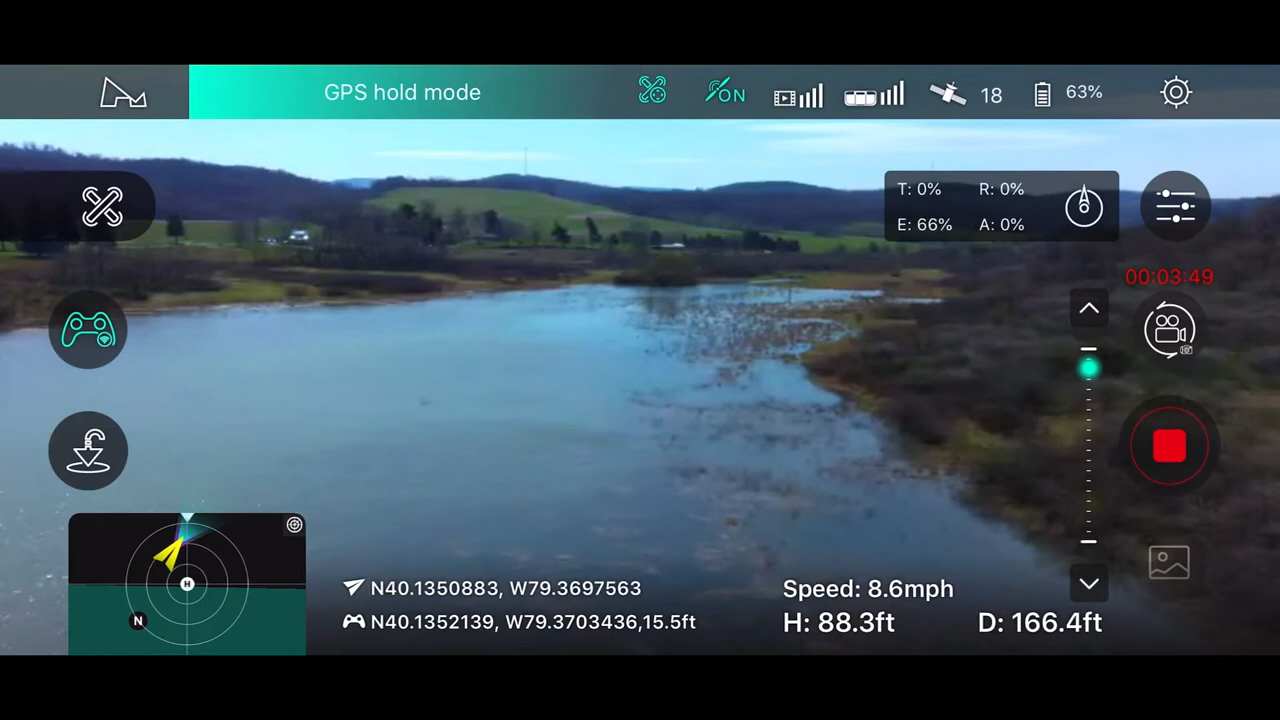 GPS hold mode
ON
18
63%
T: 0% R: 0%
E: 66% A: 0%
00:03:49
H
N
N40.1350883, W79.3697563
N40.1352139, W79.3703436,15.5ft
Speed: 8.6mph
H: 88.3ft D: 166.4ft